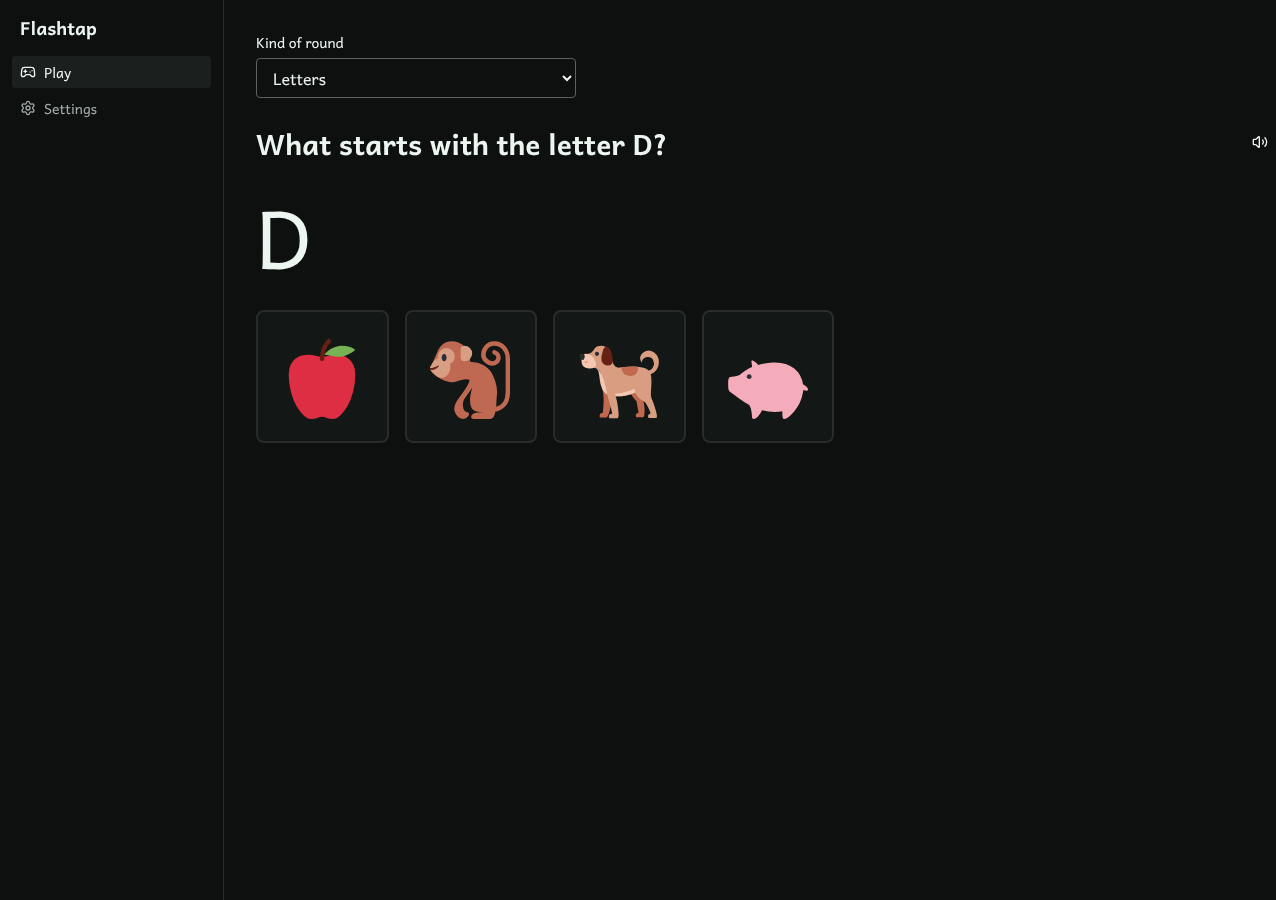 Flashtap
Play
Settings
Kind of round
Letters
What starts with the letter D?
D